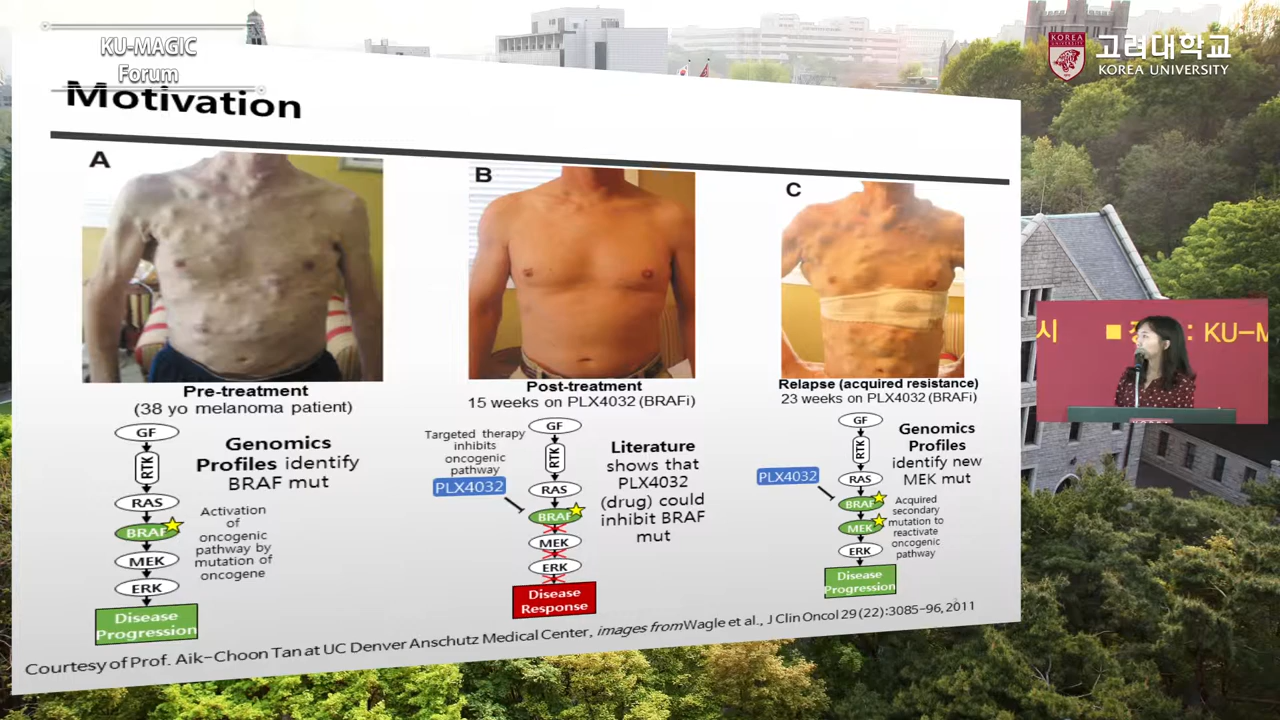 KU-MAGIC
Forum
KOREA
고려대학교
KOREA UNIVERSITY
Motivation
A
B
C
Pre-treatment
(38 yo melanoma patient)
Post-treatment
15 weeks on PLX4032 (BRAFi)
Relapse (acquired resistance)
23 weeks on PLX4032 (BRAFi)
GF
RTK
RAS
BRAF
MEK
ERK
Disease
Progression
Genomics
Profiles identify
BRAF mut
Activation
of
oncogenic
pathway by
mutation of
oncogene
Targeted therapy
inhibits
oncogenic
pathway
PLX4032
GF
RTK
RAS
BRAF
MEK
ERK
Disease
Response
Literature
shows that
PLX4032
(drug) could
inhibit BRAF
mut
PLX4032
GF
RTK
RAS
BRAF
MEK
ERK
Disease
Progression
Genomics
Profiles
identify new
MEK mut
Acquired
secondary
mutation to
reactivate
oncogenic
pathway
Courtesy of Prof. Aik-Choon Tan at UC Denver Anschutz Medical Center, images from Wagle et al., J Clin Oncol 29 (22):3085-96, 2011
시 : KU-M